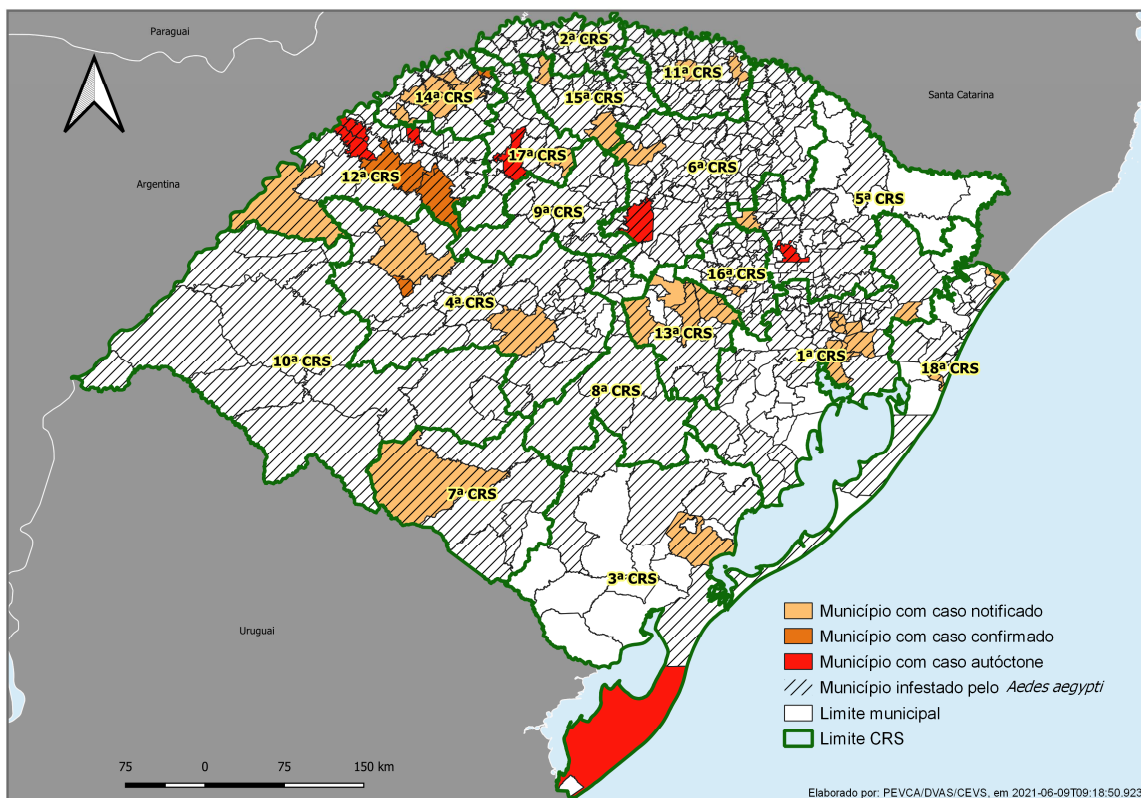 Paraguai
2ª CRS
11ª CRS
14ª CRS
15ª CRS
Santa Catarina
17ª CRS
6ª CRS
12ª CRS
Argentina
5ª CRS
9ª CRS
16ª CRS
4ª CRS
13ª CRS
1ª CRS
10ª CRS
18ª CRS
8ª CRS
7ª CRS
3ª CRS
Uruguai
Município com caso notificado
Município com caso confirmado
Município com caso autóctone
Município infestado pelo Aedes aegypti
Limite municipal
Limite CRS
75 0 75 150 km
Elaborado por: PEVCA/DVAS/CEVS, em 2021-06-09T09:18:50.923